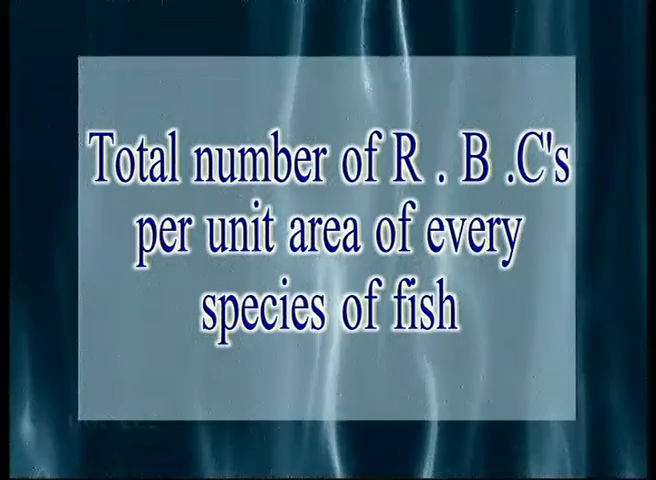 Total number of R . B .C's
per unit area of every
species of fish